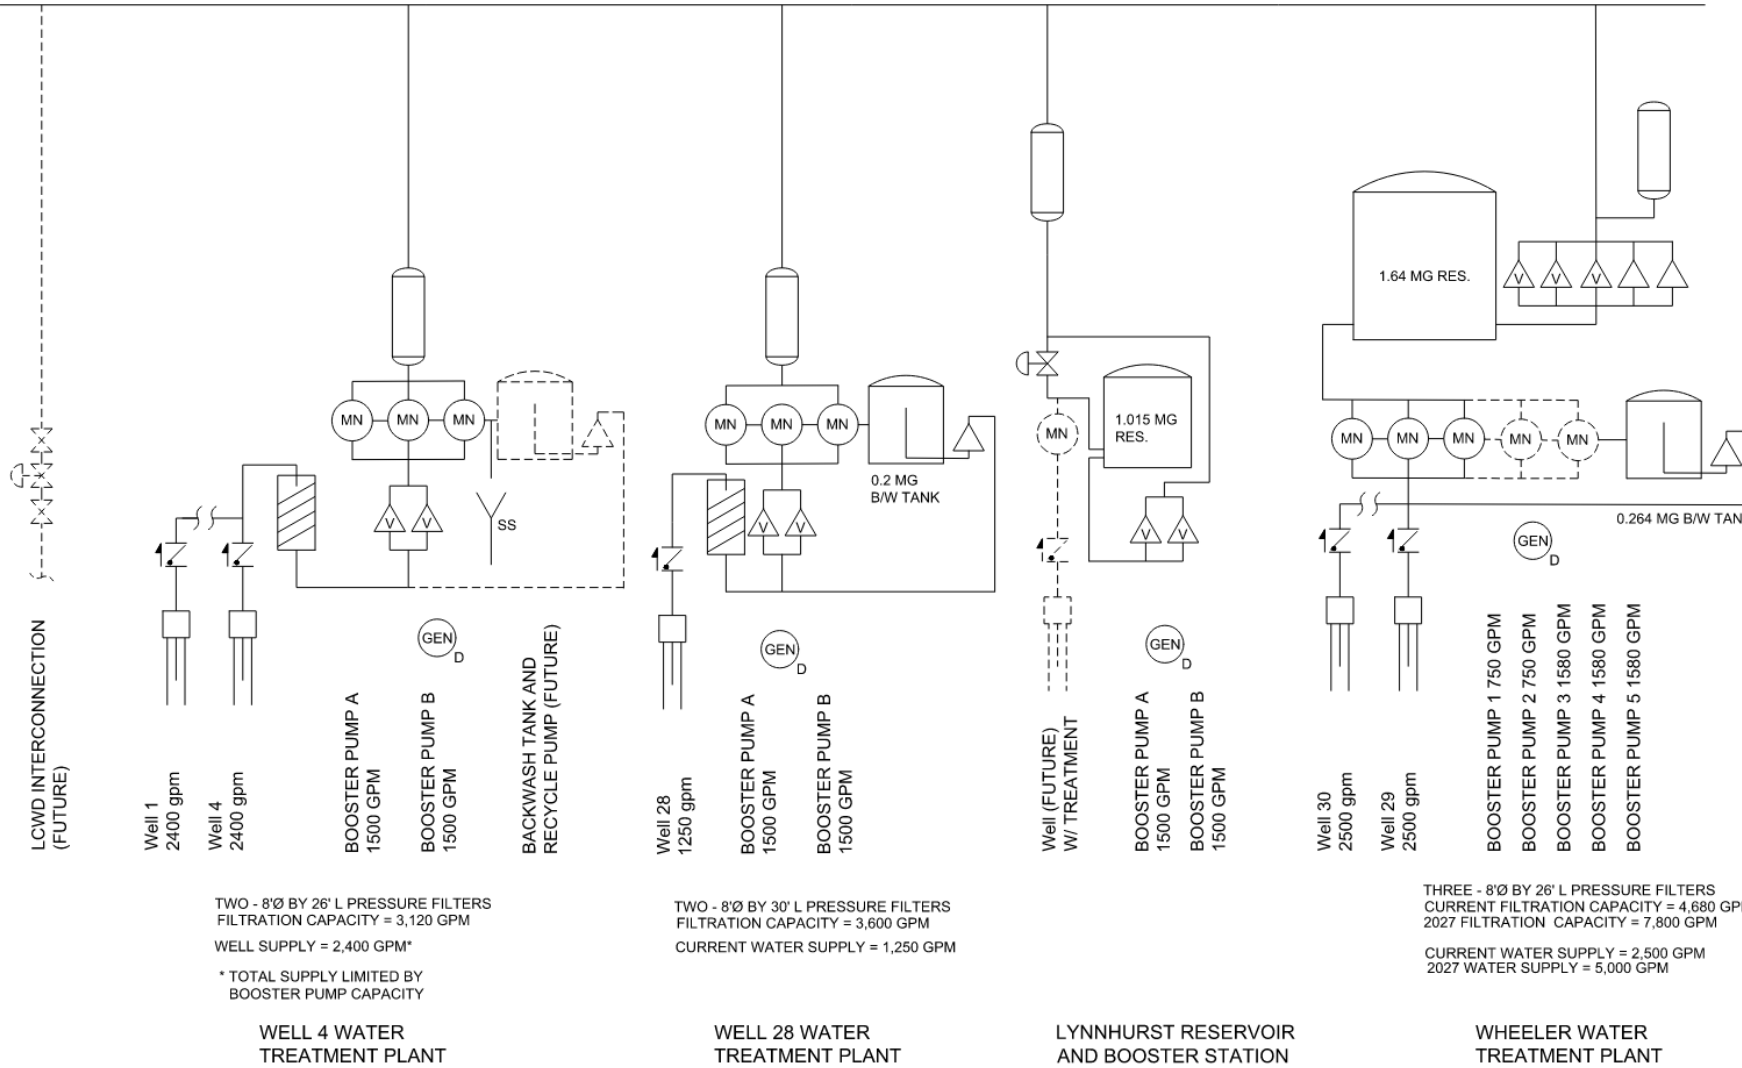 1.64 MG RES.
V
V
V
MN
MN
MN
MN
MN
MN
MN
1.015 MG
RES.
MN
MN
MN
MN
MN
0.2 MG
B/W TANK
V
V
SS
V
V
V
V
0.264 MG B/W TAN
GEN
D
GEN
D
GEN
D
GEN
D
LCWD INTERCONNECTION
(FUTURE)
Well 1
2400 gpm
Well 4
2400 gpm
BOOSTER PUMP A
1500 GPM
BOOSTER PUMP B
1500 GPM
BACKWASH TANK AND
RECYCLE PUMP (FUTURE)
Well 28
1250 gpm
BOOSTER PUMP A
1500 GPM
BOOSTER PUMP B
1500 GPM
Well (FUTURE)
W/ TREATMENT
BOOSTER PUMP A
1500 GPM
BOOSTER PUMP B
1500 GPM
Well 30
2500 gpm
Well 29
2500 gpm
BOOSTER PUMP 1 750 GPM
BOOSTER PUMP 2 750 GPM
BOOSTER PUMP 3 1580 GPM
BOOSTER PUMP 4 1580 GPM
BOOSTER PUMP 5 1580 GPM
TWO - 8'Ø BY 26' L PRESSURE FILTERS
FILTRATION CAPACITY = 3,120 GPM
WELL SUPPLY = 2,400 GPM*
* TOTAL SUPPLY LIMITED BY
BOOSTER PUMP CAPACITY
WELL 4 WATER
TREATMENT PLANT
TWO - 8'Ø BY 30' L PRESSURE FILTERS
FILTRATION CAPACITY = 3,600 GPM
CURRENT WATER SUPPLY = 1,250 GPM
WELL 28 WATER
TREATMENT PLANT
LYNNHURST RESERVOIR
AND BOOSTER STATION
THREE - 8'Ø BY 26' L PRESSURE FILTERS
CURRENT FILTRATION CAPACITY = 4,680 GP
2027 FILTRATION CAPACITY = 7,800 GPM
CURRENT WATER SUPPLY = 2,500 GPM
2027 WATER SUPPLY = 5,000 GPM
WHEELER WATER
TREATMENT PLANT